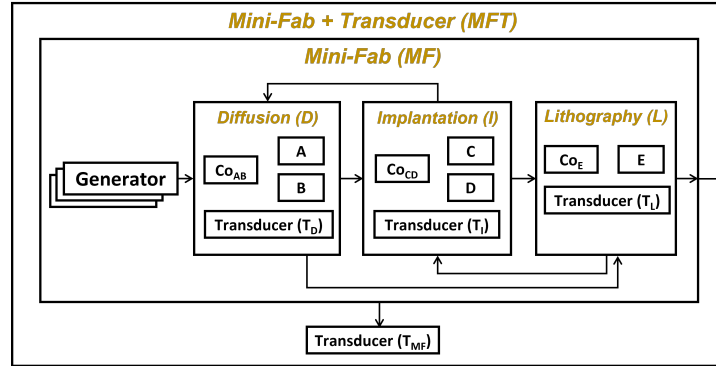 Mini-Fab + Transducer (MFT)
Mini-Fab (MF)
Diffusion (D)
Implantation (I)
Lithography (L)
Generator
Co_AB
A
B
Transducer (T_D)
Co_CD
C
D
Transducer (T_I)
Co_E
E
Transducer (T_L)
Transducer (T_MF)